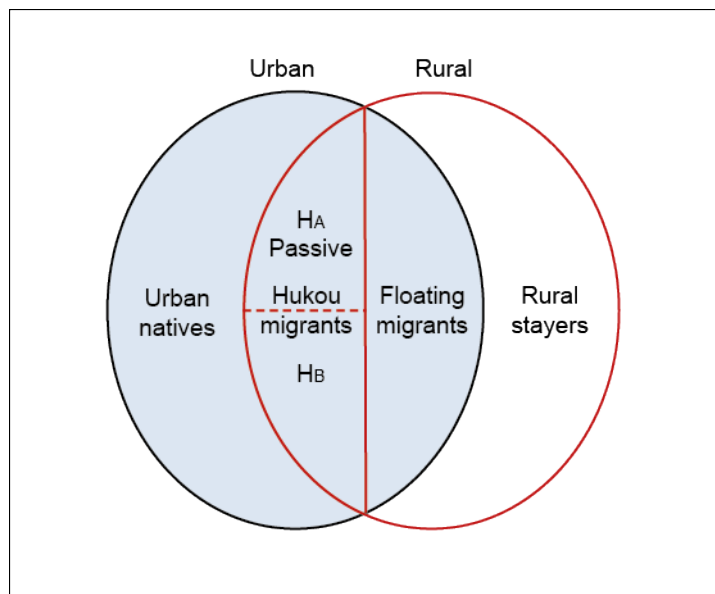 Urban
Rural
HA
Passive
Urban
natives
Hukou
migrants
Floating
migrants
Rural
stayers
HB